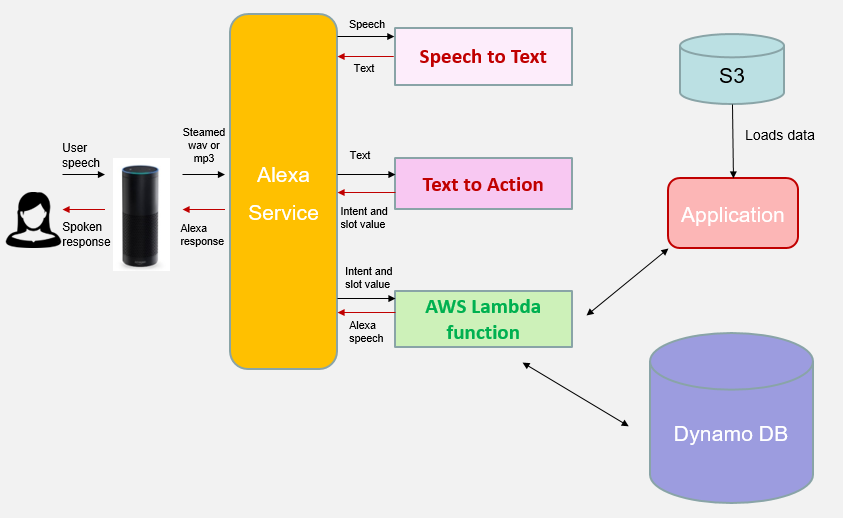 Speech
Speech to Text
Text
S3
Loads data
User
speech
Steamed
wav or
mp3
Alexa
Service
Text
Text to Action
Intent and
slot value
Application
Spoken
response
Alexa
response
Intent and
slot value
AWS Lambda
function
Alexa
speech
Dynamo DB